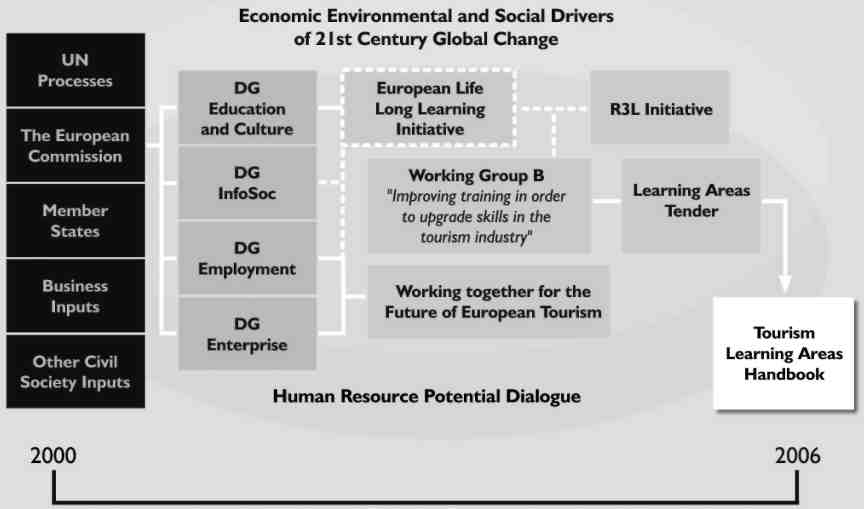 Economic Environmental and Social Drivers
of 21st Century Global Change
UN
Processes
The European
Commission
Member
States
Business
Inputs
Other Civil
Society Inputs
DG
Education
and Culture
DG
InfoSoc
DG
Employment
DG
Enterprise
European Life
Long Learning
Initiative
R3L Initiative
Working Group B
"Improving training in order
to upgrade skills in the
tourism industry"
Learning Areas
Tender
Working together for the
Future of European Tourism
Tourism
Learning Areas
Handbook
Human Resource Potential Dialogue
2000
2006